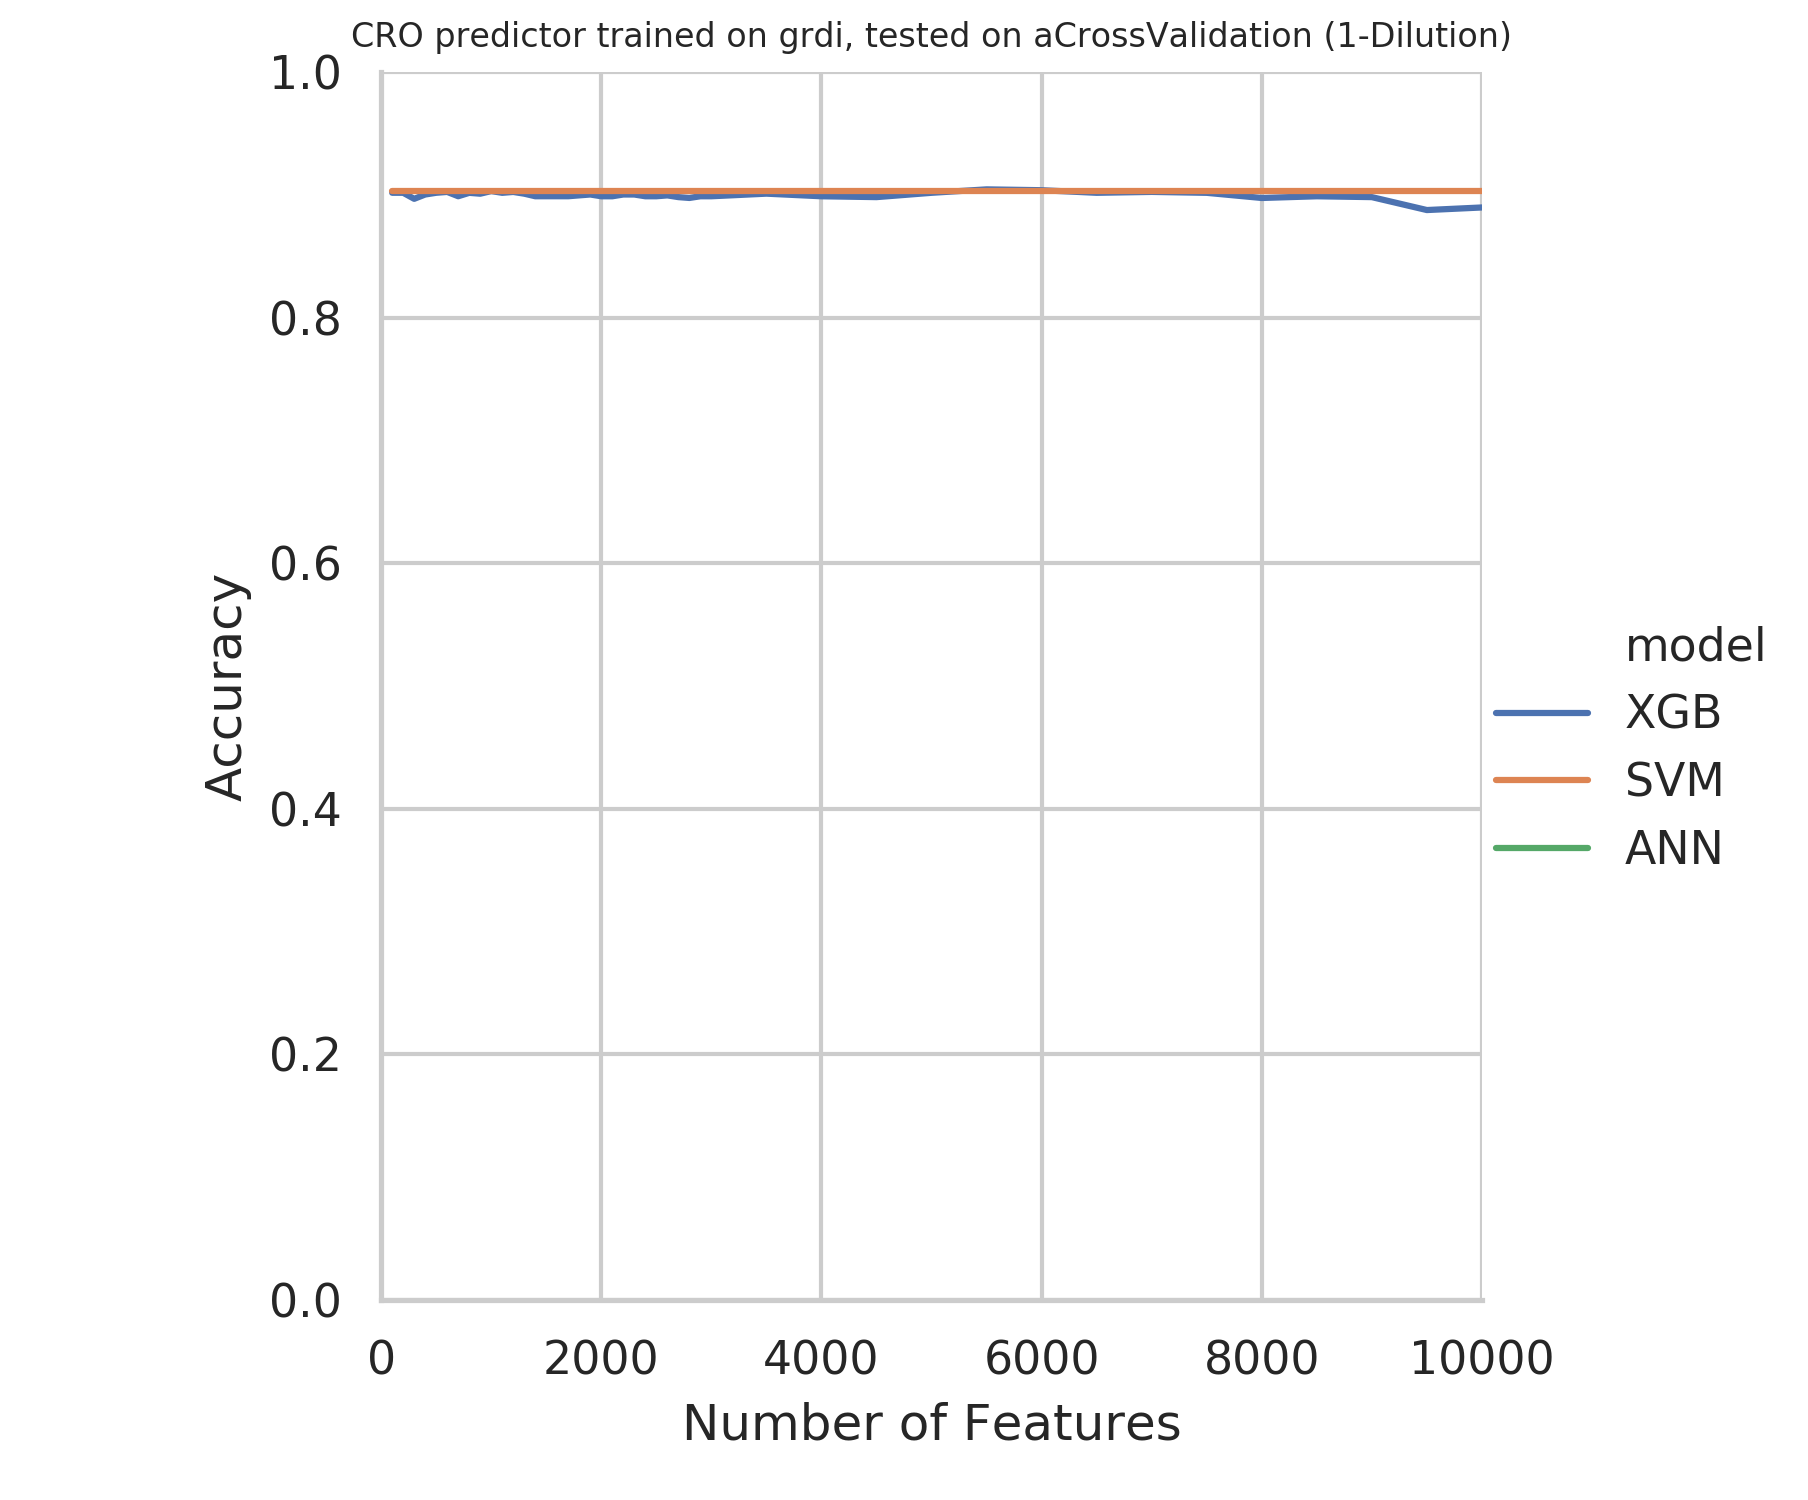 CRO predictor trained on grdi, tested on aCrossValidation (1-Dilution)
1.0
0.8
0.6
0.4
0.2
0.0
Accuracy
0 2000 4000 6000 8000 10000
Number of Features
model
XGB
SVM
ANN